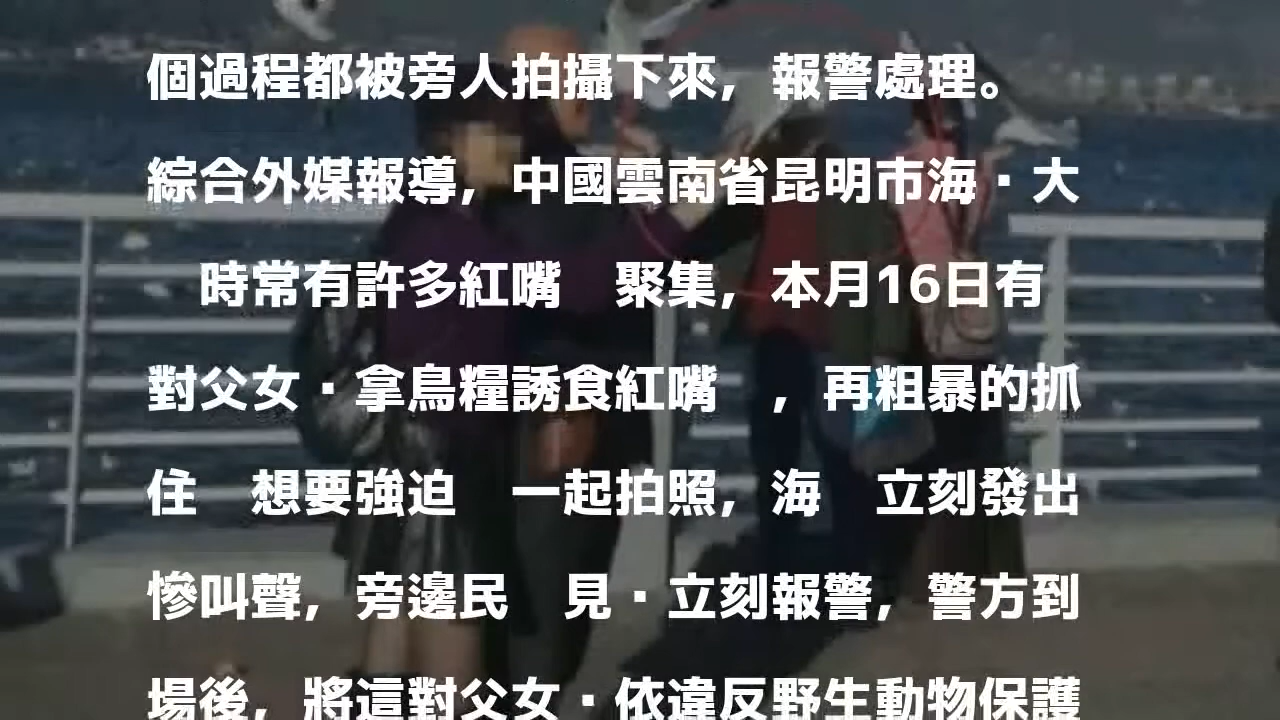 個過程都被旁人拍攝下來，報警處理。
綜合外媒報導，中國雲南省昆明市海·大
時常有許多紅嘴　聚集，本月16日有
對父女·拿鳥糧誘食紅嘴　，再粗暴的抓
住　想要強迫　一起拍照，海　立刻發出
慘叫聲，旁邊民　見·立刻報警，警方到
場後，將這對父女·依違反野生動物保護